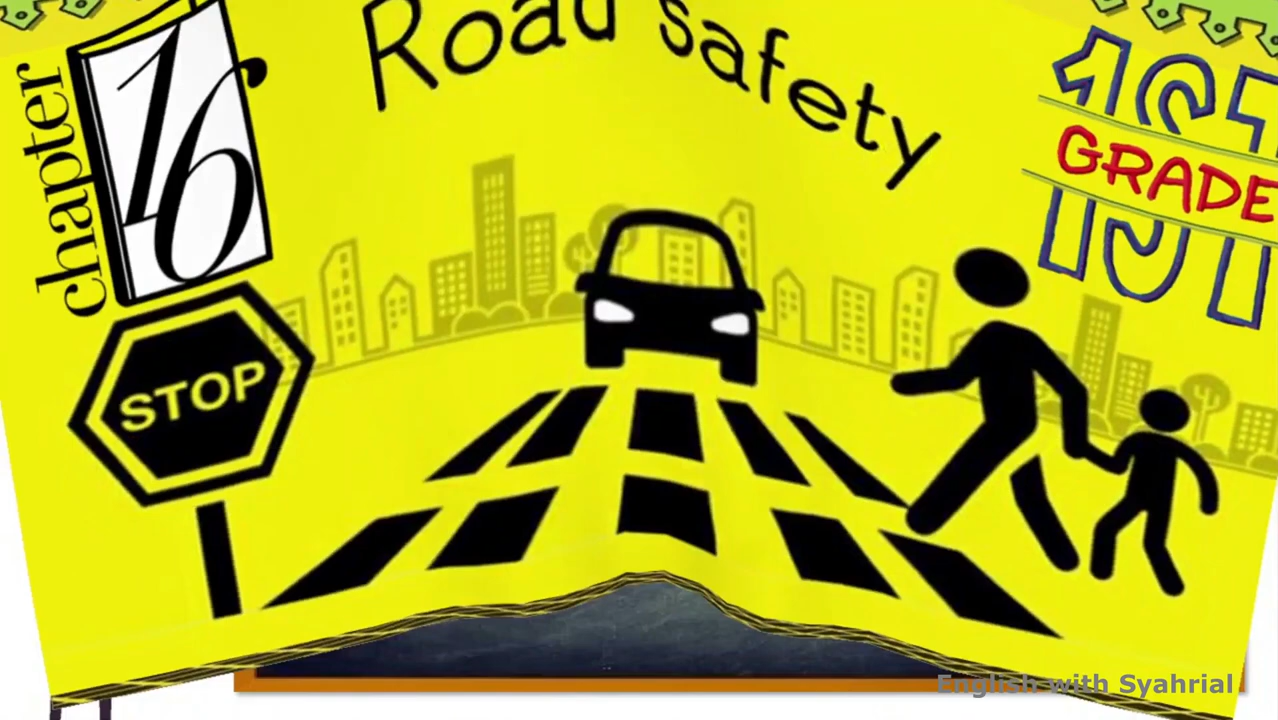 chapter
16
Road safety
1ST
GRADE
STOP
English with Syahrial